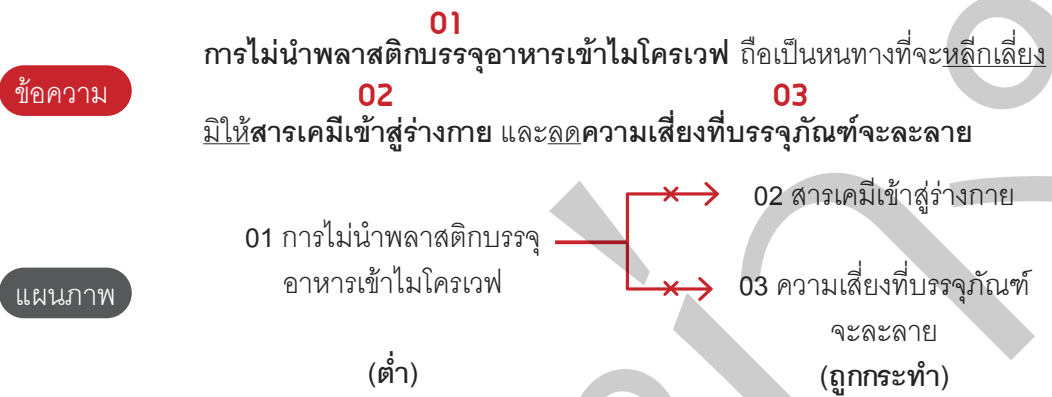 01
การไม่นำพลาสติกบรรจุอาหารเข้าไมโครเวฟ ถือเป็นหนทางที่จะหลีกเลี่ยง
ข้อความ
02 03
มิให้สารเคมีเข้าสู่ร่างกาย และลดความเสี่ยงที่บรรจุภัณฑ์จะละลาย
02 สารเคมีเข้าสู่ร่างกาย
01 การไม่นำพลาสติกบรรจุ
อาหารเข้าไมโครเวฟ
แผนภาพ
03 ความเสี่ยงที่บรรจุภัณฑ์
จะละลาย
(ต่ำ)
(ถูกกระทำ)